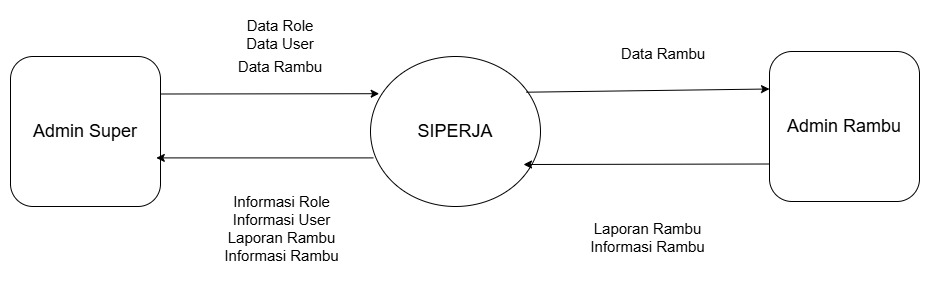 Data Role
Data User
Data Rambu
Admin Super
SIPERJA
Data Rambu
Admin Rambu
Informasi Role
Informasi User
Laporan Rambu
Informasi Rambu
Laporan Rambu
Informasi Rambu